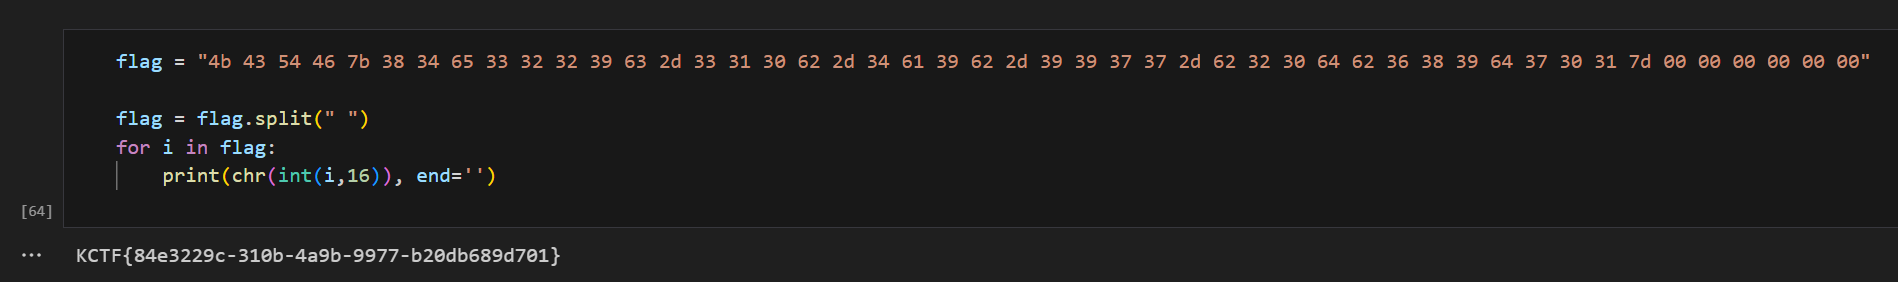 flag = "4b 43 54 46 7b 38 34 65 33 32 32 39 63 2d 33 31 30 62 2d 34 61 39 62 2d 39 39 37 37 2d 62 32 30 64 62 36 38 39 64 37 30 31 7d 00 00 00 00 00 00"
flag = flag.split(" ")
for i in flag:
    print(chr(int(i,16)), end='')
[64]
... KCTF{84e3229c-310b-4a9b-9977-b20db689d701}